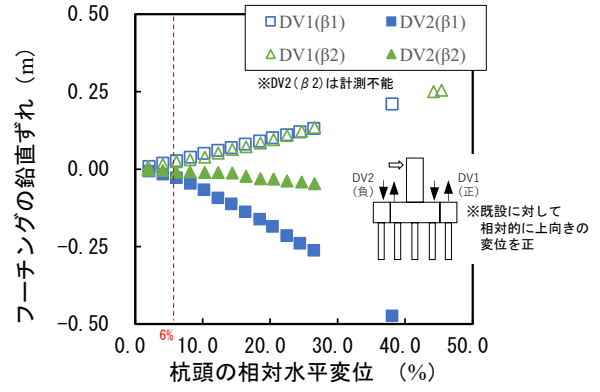 フーチングの鉛直ずれ (m)
0.50
0.25
0.00
-0.25
-0.50
DV1(β1)
DV2(β1)
DV1(β2)
DV2(β2)
※DV2(β2)は計測不能
DV2
(負)
DV1
(正)
※既設に対して
相対的に上向きの
変位を正
6%
0.0
10.0
20.0
30.0
40.0
50.0
杭頭の相対水平変位 (%)